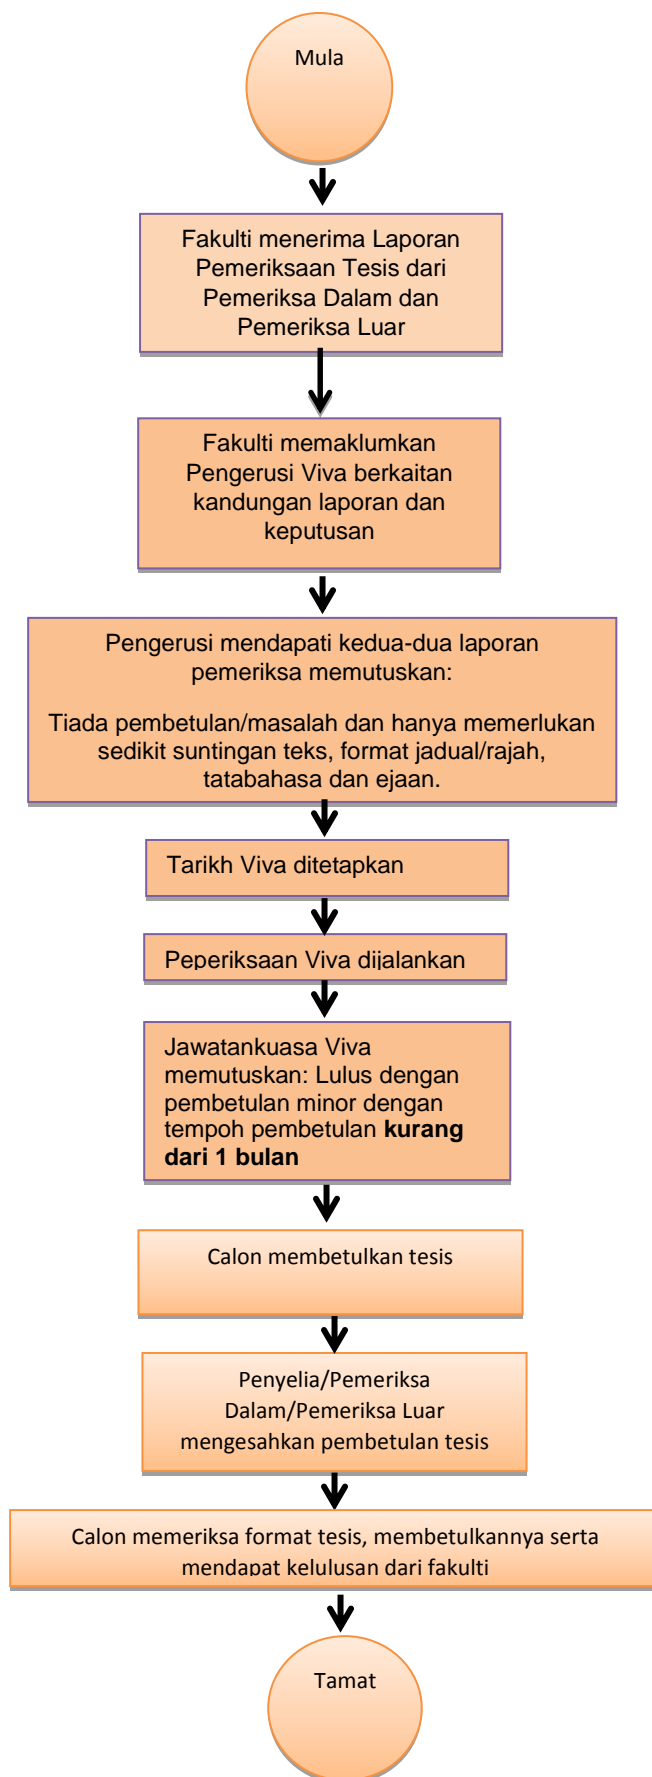 Mula
Fakulti menerima Laporan
Pemeriksaan Tesis dari
Pemeriksa Dalam dan
Pemeriksa Luar
Fakulti memaklumkan
Pengerusi Viva berkaitan
kandungan laporan dan
keputusan
Pengerusi mendapati kedua-dua laporan
pemeriksa memutuskan:
Tiada pembetulan/masalah dan hanya memerlukan
sedikit suntingan teks, format jadual/rajah,
tatabahasa dan ejaan.
Tarikh Viva ditetapkan
Peperiksaan Viva dijalankan
Jawatankuasa Viva
memutuskan: Lulus dengan
pembetulan minor dengan
tempoh pembetulan kurang
dari 1 bulan
Calon membetulkan tesis
Penyelia/Pemeriksa
Dalam/Pemeriksa Luar
mengesahkan pembetulan tesis
Calon memeriksa format tesis, membetulkannya serta
mendapat kelulusan dari fakulti
Tamat